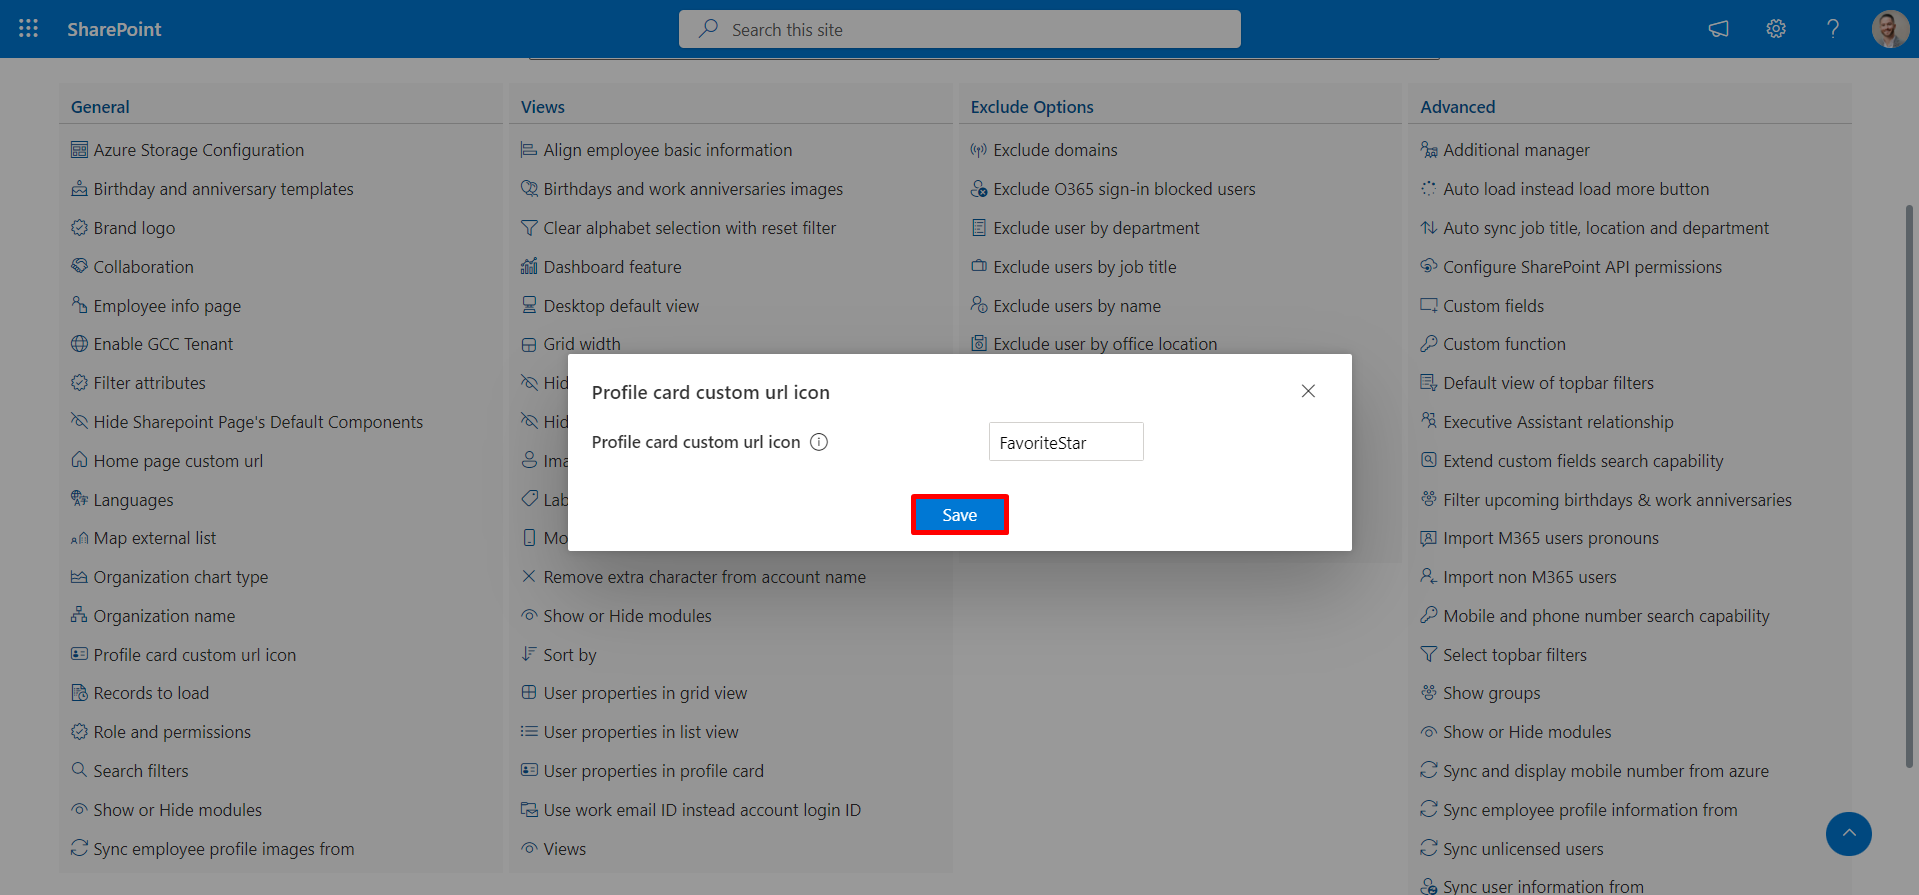 SharePoint
Search this site
General
Azure Storage Configuration
Birthday and anniversary templates
Brand logo
Collaboration
Employee info page
Enable GCC Tenant
Filter attributes
Hide Sharepoint Page's Default Components
Home page custom url
Languages
Map external list
Organization chart type
Organization name
Profile card custom url icon
Records to load
Role and permissions
Search filters
Show or Hide modules
Sync employee profile images from
Views
Align employee basic information
Birthdays and work anniversaries images
Clear alphabet selection with reset filter
Dashboard feature
Desktop default view
Grid width
Hid
Hid
Ima
Lab
Mo
Remove extra character from account name
Show or Hide modules
Sort by
User properties in grid view
User properties in list view
User properties in profile card
Use work email ID instead account login ID
Views
Exclude Options
Exclude domains
Exclude O365 sign-in blocked users
Exclude user by department
Exclude users by job title
Exclude users by name
Exclude user by office location
Advanced
Additional manager
Auto load instead load more button
Auto sync job title, location and department
Configure SharePoint API permissions
Custom fields
Custom function
Default view of topbar filters
Executive Assistant relationship
Extend custom fields search capability
Filter upcoming birthdays & work anniversaries
Import M365 users pronouns
Import non M365 users
Mobile and phone number search capability
Select topbar filters
Show groups
Show or Hide modules
Sync and display mobile number from azure
Sync employee profile information from
Sync unlicensed users
Sync user information from
Profile card custom url icon
Profile card custom url icon
FavoriteStar
Save